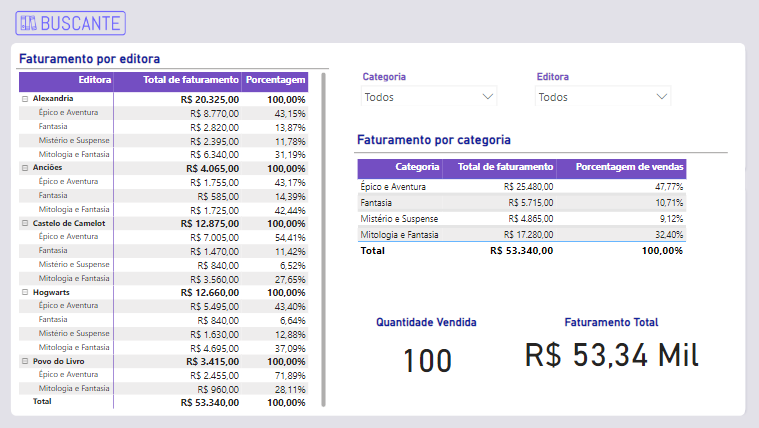 BUSCANTE
Faturamento por editora
Editora Total de faturamento Porcentagem
Alexandria R$ 20.325,00 100,00%
Épico e Aventura R$ 8.770,00 43,15%
Fantasia R$ 2.820,00 13,87%
Mistério e Suspense R$ 2.395,00 11,78%
Mitologia e Fantasia R$ 6.340,00 31,19%
Anciões R$ 4.065,00 100,00%
Épico e Aventura R$ 1.755,00 43,17%
Fantasia R$ 585,00 14,39%
Mitologia e Fantasia R$ 1.725,00 42,44%
Castelo de Camelot R$ 12.875,00 100,00%
Épico e Aventura R$ 7.005,00 54,41%
Fantasia R$ 1.470,00 11,42%
Mistério e Suspense R$ 840,00 6,52%
Mitologia e Fantasia R$ 3.560,00 27,65%
Hogwarts R$ 12.660,00 100,00%
Épico e Aventura R$ 5.495,00 43,40%
Fantasia R$ 840,00 6,64%
Mistério e Suspense R$ 1.630,00 12,88%
Mitologia e Fantasia R$ 4.695,00 37,09%
Povo do Livro R$ 3.415,00 100,00%
Épico e Aventura R$ 2.455,00 71,89%
Mitologia e Fantasia R$ 960,00 28,11%
Total R$ 53.340,00 100,00%
Categoria Editora
Todos Todos
Faturamento por categoria
Categoria Total de faturamento Porcentagem de vendas
Épico e Aventura R$ 25.480,00 47,77%
Fantasia R$ 5.715,00 10,71%
Mistério e Suspense R$ 4.865,00 9,12%
Mitologia e Fantasia R$ 17.280,00 32,40%
Total R$ 53.340,00 100,00%
Quantidade Vendida Faturamento Total
100 R$ 53,34 Mil